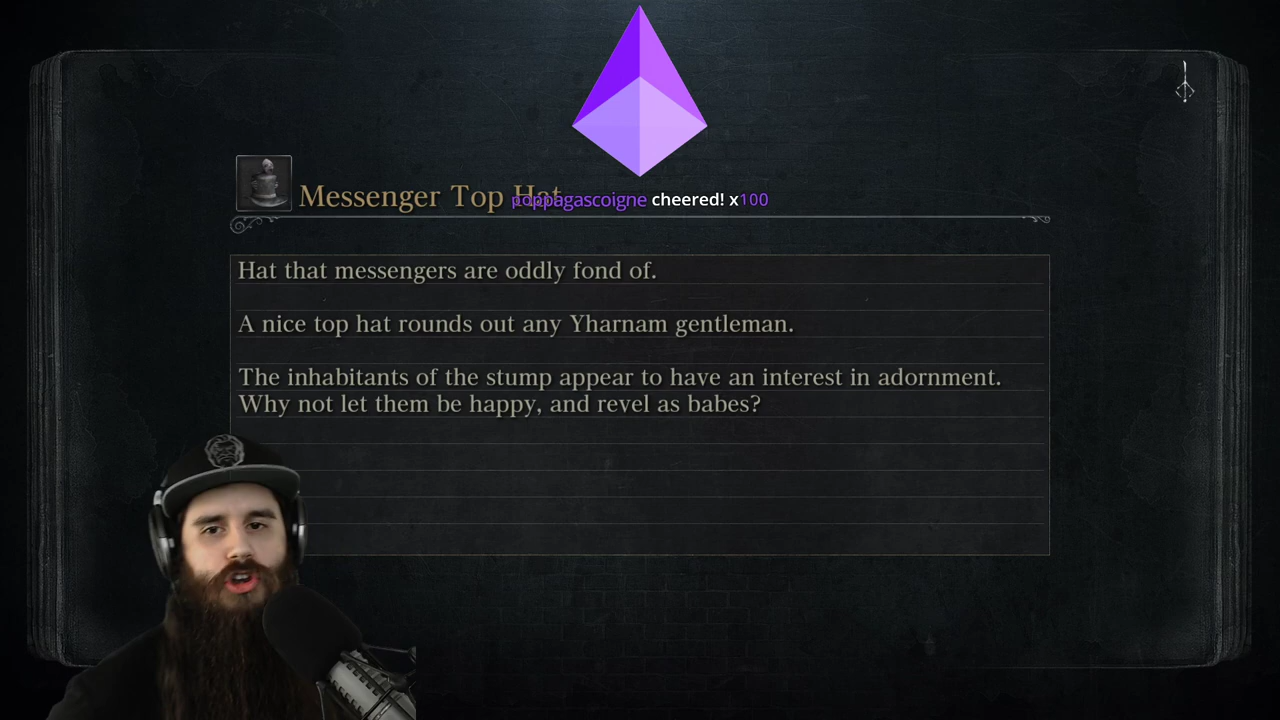 Messenger Top Hat
poppagascoigne cheered! x100
Hat that messengers are oddly fond of.
A nice top hat rounds out any Yharnam gentleman.
The inhabitants of the stump appear to have an interest in adornment.
Why not let them be happy, and revel as babes?